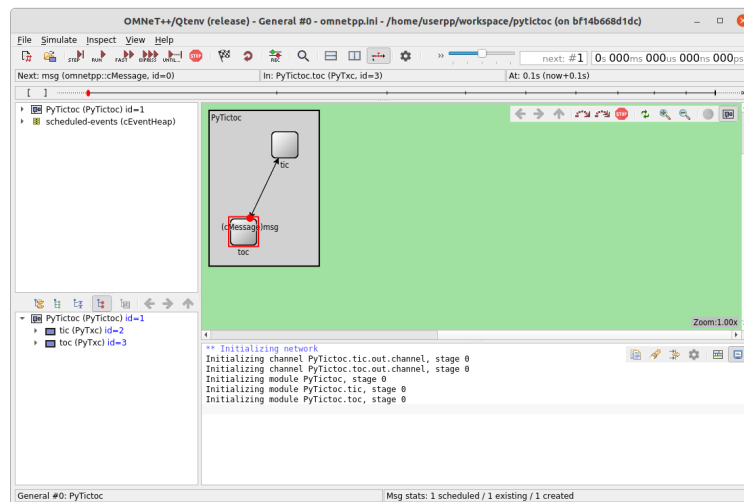 OMNeT++/Qtenv (release) - General #0 - omnetpp.ini - /home/userpp/workspace/pytictoc (on bf14b668d1dc)
File Simulate Inspect View Help
STEP RUN FAST EXPRESS UNTIL... STOP » next: #1 0s 000ms 000us 000ns 000ps
Next: msg (omnetpp::cMessage, id=0) In: PyTictoc.toc (PyTxc, id=3) At: 0.1s (now+0.1s)
[ ]
PyTictoc (PyTictoc) id=1
scheduled-events (cEventHeap)
PyTictoc
tic
(cMessage)msg
toc
STOP
Zoom:1.00x
PyTictoc (PyTictoc) id=1
tic (PyTxc) id=2
toc (PyTxc) id=3
** Initializing network
Initializing channel PyTictoc.tic.out.channel, stage 0
Initializing channel PyTictoc.toc.out.channel, stage 0
Initializing module PyTictoc, stage 0
Initializing module PyTictoc.tic, stage 0
Initializing module PyTictoc.toc, stage 0
General #0: PyTictoc Msg stats: 1 scheduled / 1 existing / 1 created